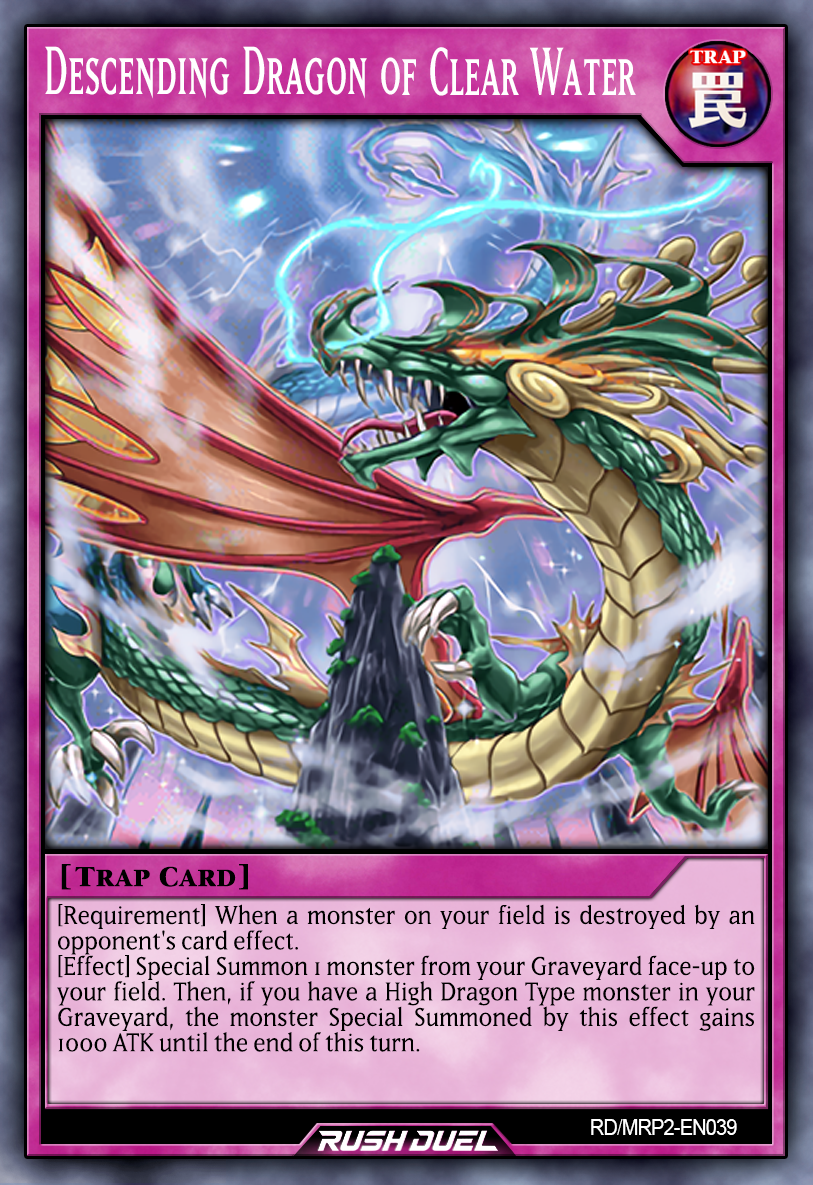 Descending Dragon of Clear Water
TRAP
罠
[Trap Card]
[Requirement] When a monster on your field is destroyed by an
opponent's card effect.
[Effect] Special Summon 1 monster from your Graveyard face-up to
your field. Then, if you have a High Dragon Type monster in your
Graveyard, the monster Special Summoned by this effect gains
1000 ATK until the end of this turn.
RD/MRP2-EN039
RUSH DUEL